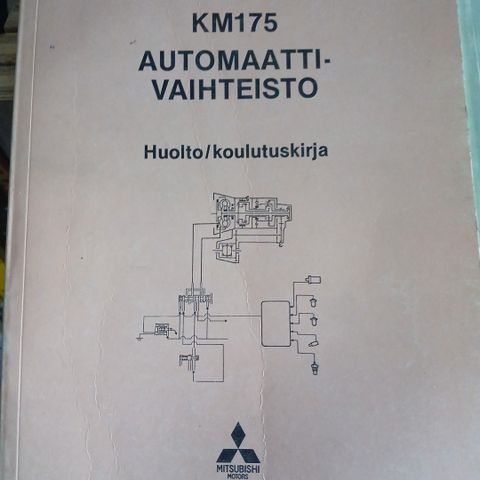 KM175
AUTOMAATTI-
VAIHTEISTO
Huolto/koulutuskirja
MITSUBISHI
MOTORS